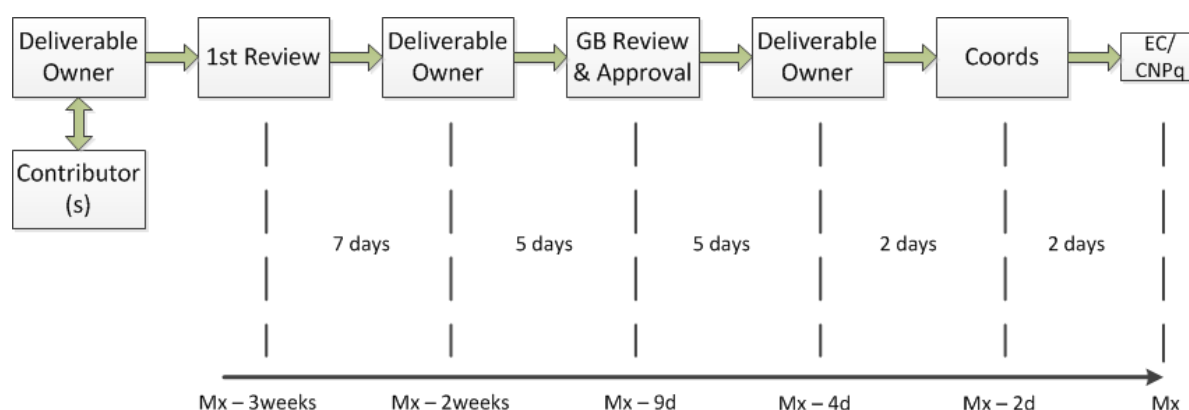 Deliverable
Owner
1st Review
Deliverable
Owner
GB Review
& Approval
Deliverable
Owner
Coords
EC/
CNPq
Contributor
(s)
7 days
5 days
5 days
2 days
2 days
Mx – 3weeks
Mx – 2weeks
Mx – 9d
Mx – 4d
Mx – 2d
Mx